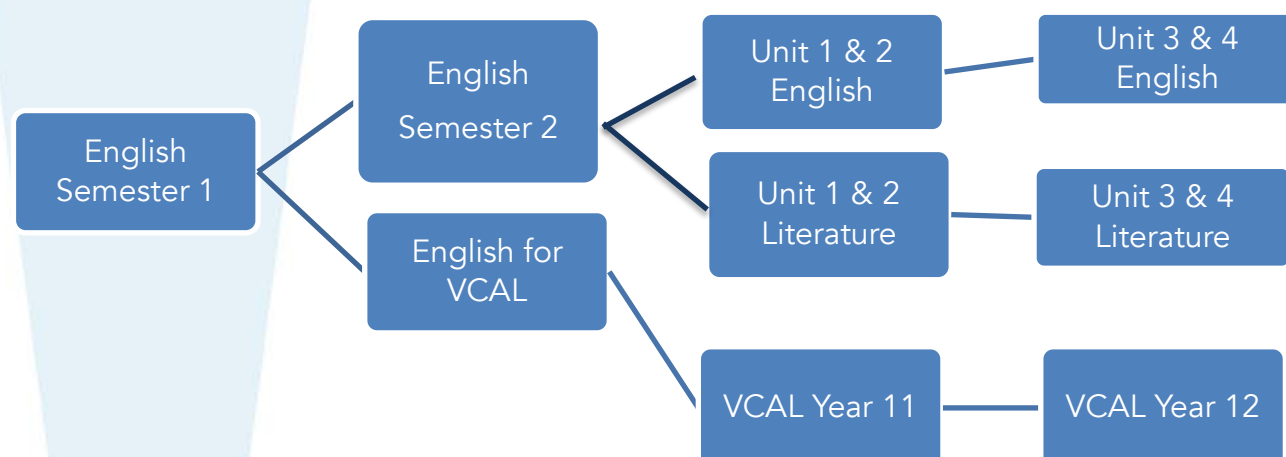 English
Semester 1
English
Semester 2
English for
VCAL
Unit 1 & 2
English
Unit 1 & 2
Literature
VCAL Year 11
Unit 3 & 4
English
Unit 3 & 4
Literature
VCAL Year 12